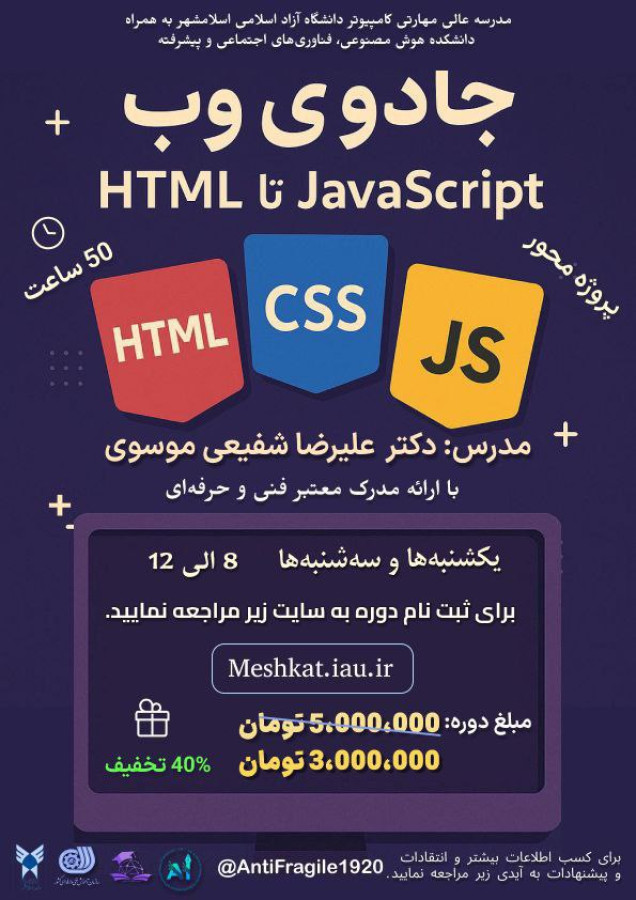 مدرسه عالی مهارتی کامپیوتر دانشگاه آزاد اسلامی اسلامشهر به همراه
دانشکده هوش مصنوعی، فناوری‌های اجتماعی و پیشرفته
جادوی وب
HTML تا JavaScript
50 ساعت
پروژه محور
HTML
CSS
JS
مدرس: دکتر علیرضا شفیعی موسوی
با ارائه مدرک معتبر فنی و حرفه‌ای
یکشنبه‌ها و سه‌شنبه‌ها 8 الی 12
برای ثبت نام دوره به سایت زیر مراجعه نمایید.
Meshkat.iau.ir
مبلغ دوره: 5،000،000 تومان
3،000،000 تومان
40% تخفیف
برای کسب اطلاعات بیشتر و انتقادات
و پیشنهادات به آیدی زیر مراجعه نمایید.
@AntiFragile1920